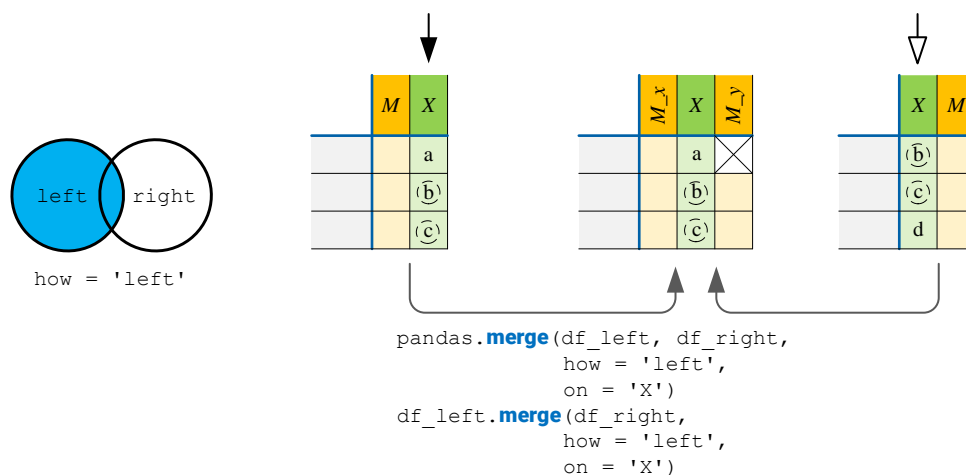 M X
M_x X M_y
X M
a
b
c
a
b
c
b
c
d
left right
how = 'left'
pandas.merge(df_left, df_right,
how = 'left',
on = 'X')
df_left.merge(df_right,
how = 'left',
on = 'X')